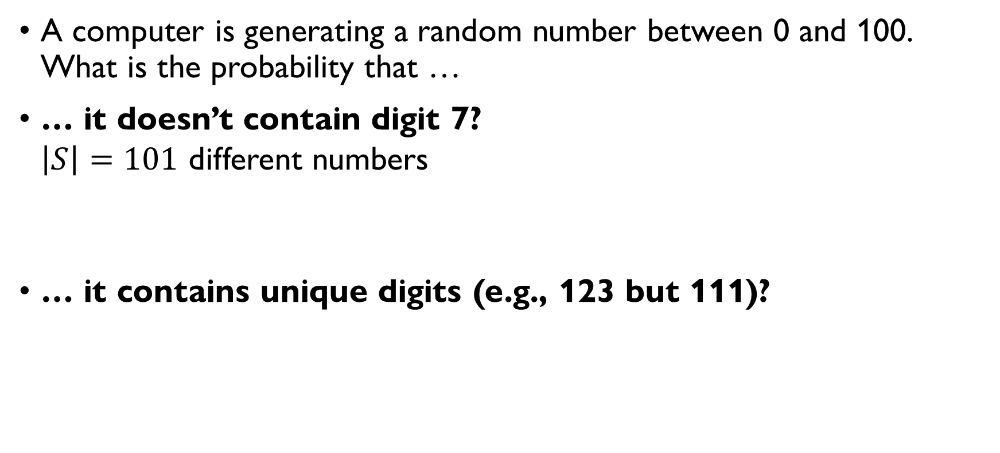 • A computer is generating a random number between 0 and 100.
What is the probability that …
• … it doesn’t contain digit 7?
|S| = 101 different numbers
• … it contains unique digits (e.g., 123 but 111)?